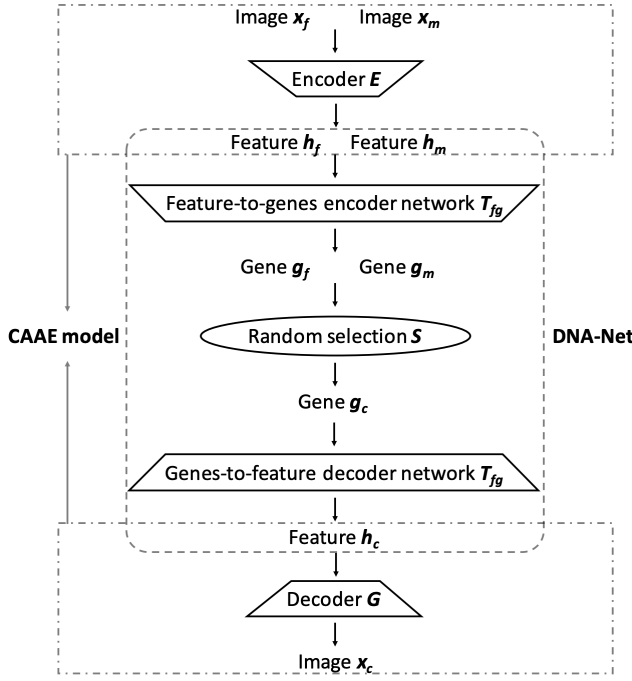 Image x_f Image x_m
Encoder E
Feature h_f Feature h_m
Feature-to-genes encoder network T_fg
Gene g_f Gene g_m
Random selection S
CAAE model
DNA-Net
Gene g_c
Genes-to-feature decoder network T_fg
Feature h_c
Decoder G
Image x_c